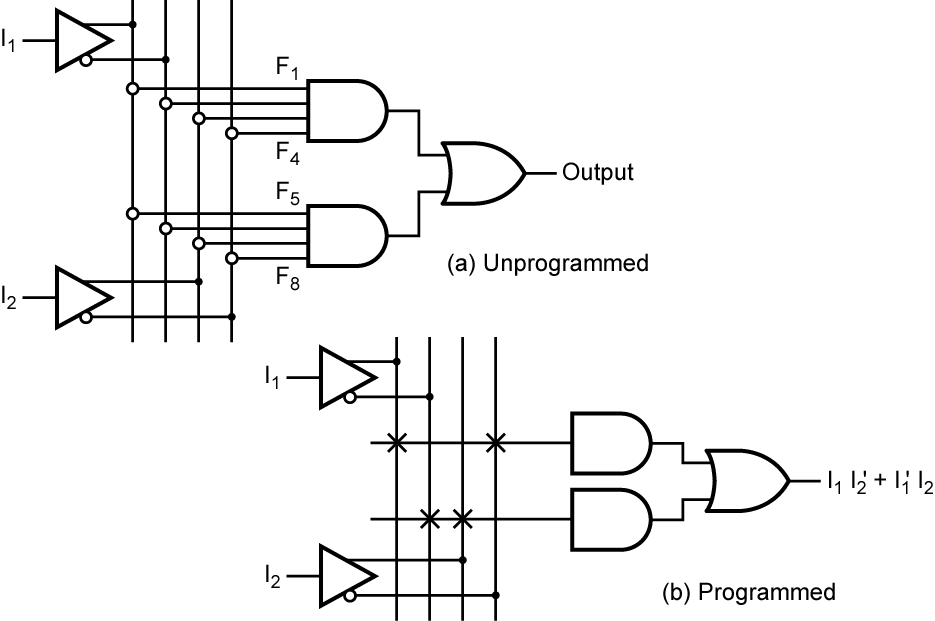 I₁
F₁
F₄
Output
F₅
(a) Unprogrammed
F₈
I₂
I₁
I₁ I₂' + I₁' I₂
I₂
(b) Programmed